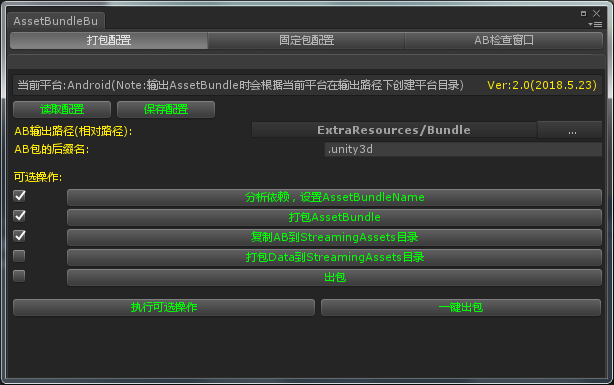 AssetBundleBu
打包配置 固定包配置 AB检查窗口
当前平台:Android(Note:输出AssetBundle时会根据当前平台在输出路径下创建平台目录) Ver:2.0(2018.5.23)
读取配置 保存配置
AB输出路径(相对路径): ExtraResources/Bundle ...
AB包的后缀名: .unity3d
可选操作:
分析依赖，设置AssetBundleName
打包AssetBundle
复制AB到StreamingAssets目录
打包Data到StreamingAssets目录
出包
执行可选操作 一键出包